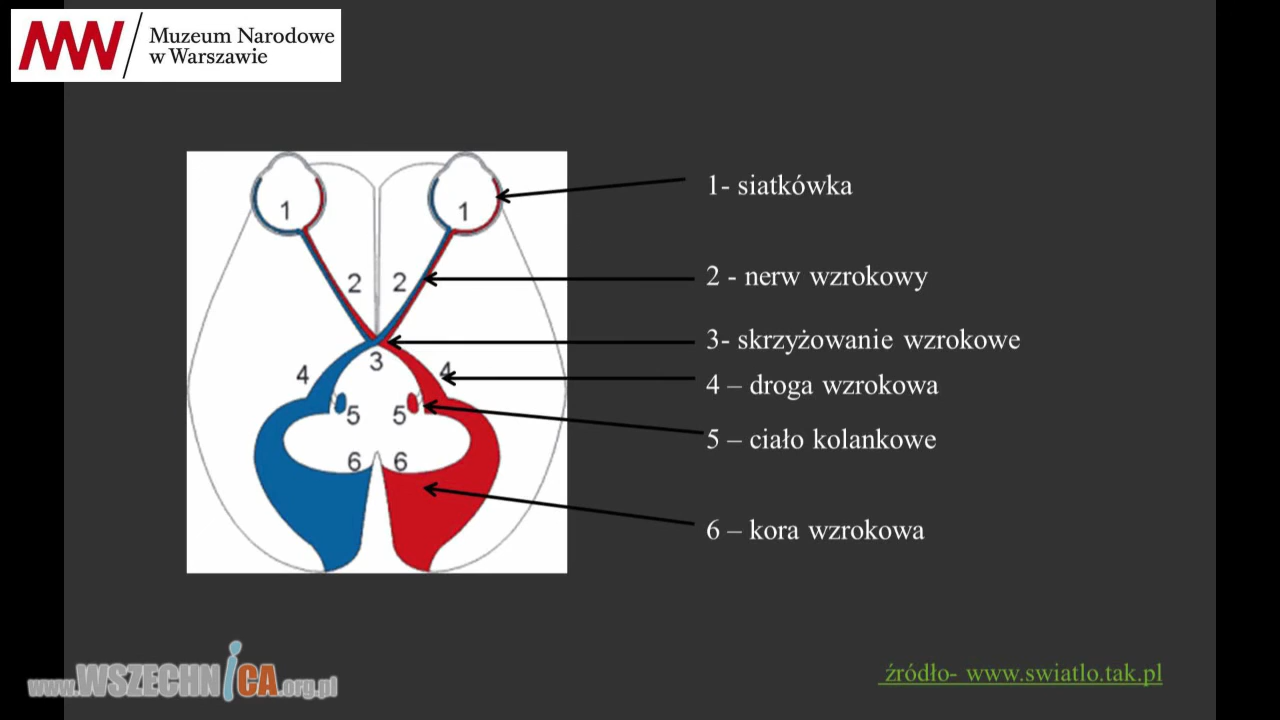 Muzeum Narodowe
w Warszawie
1- siatkówka
1
1
2 - nerw wzrokowy
2
2
3- skrzyżowanie wzrokowe
3
4 – droga wzrokowa
4
4
5 – ciało kolankowe
5
5
6 – kora wzrokowa
6
6
źródło- www.swiatlo.tak.pl
www.WSZECHNICA.org.pl